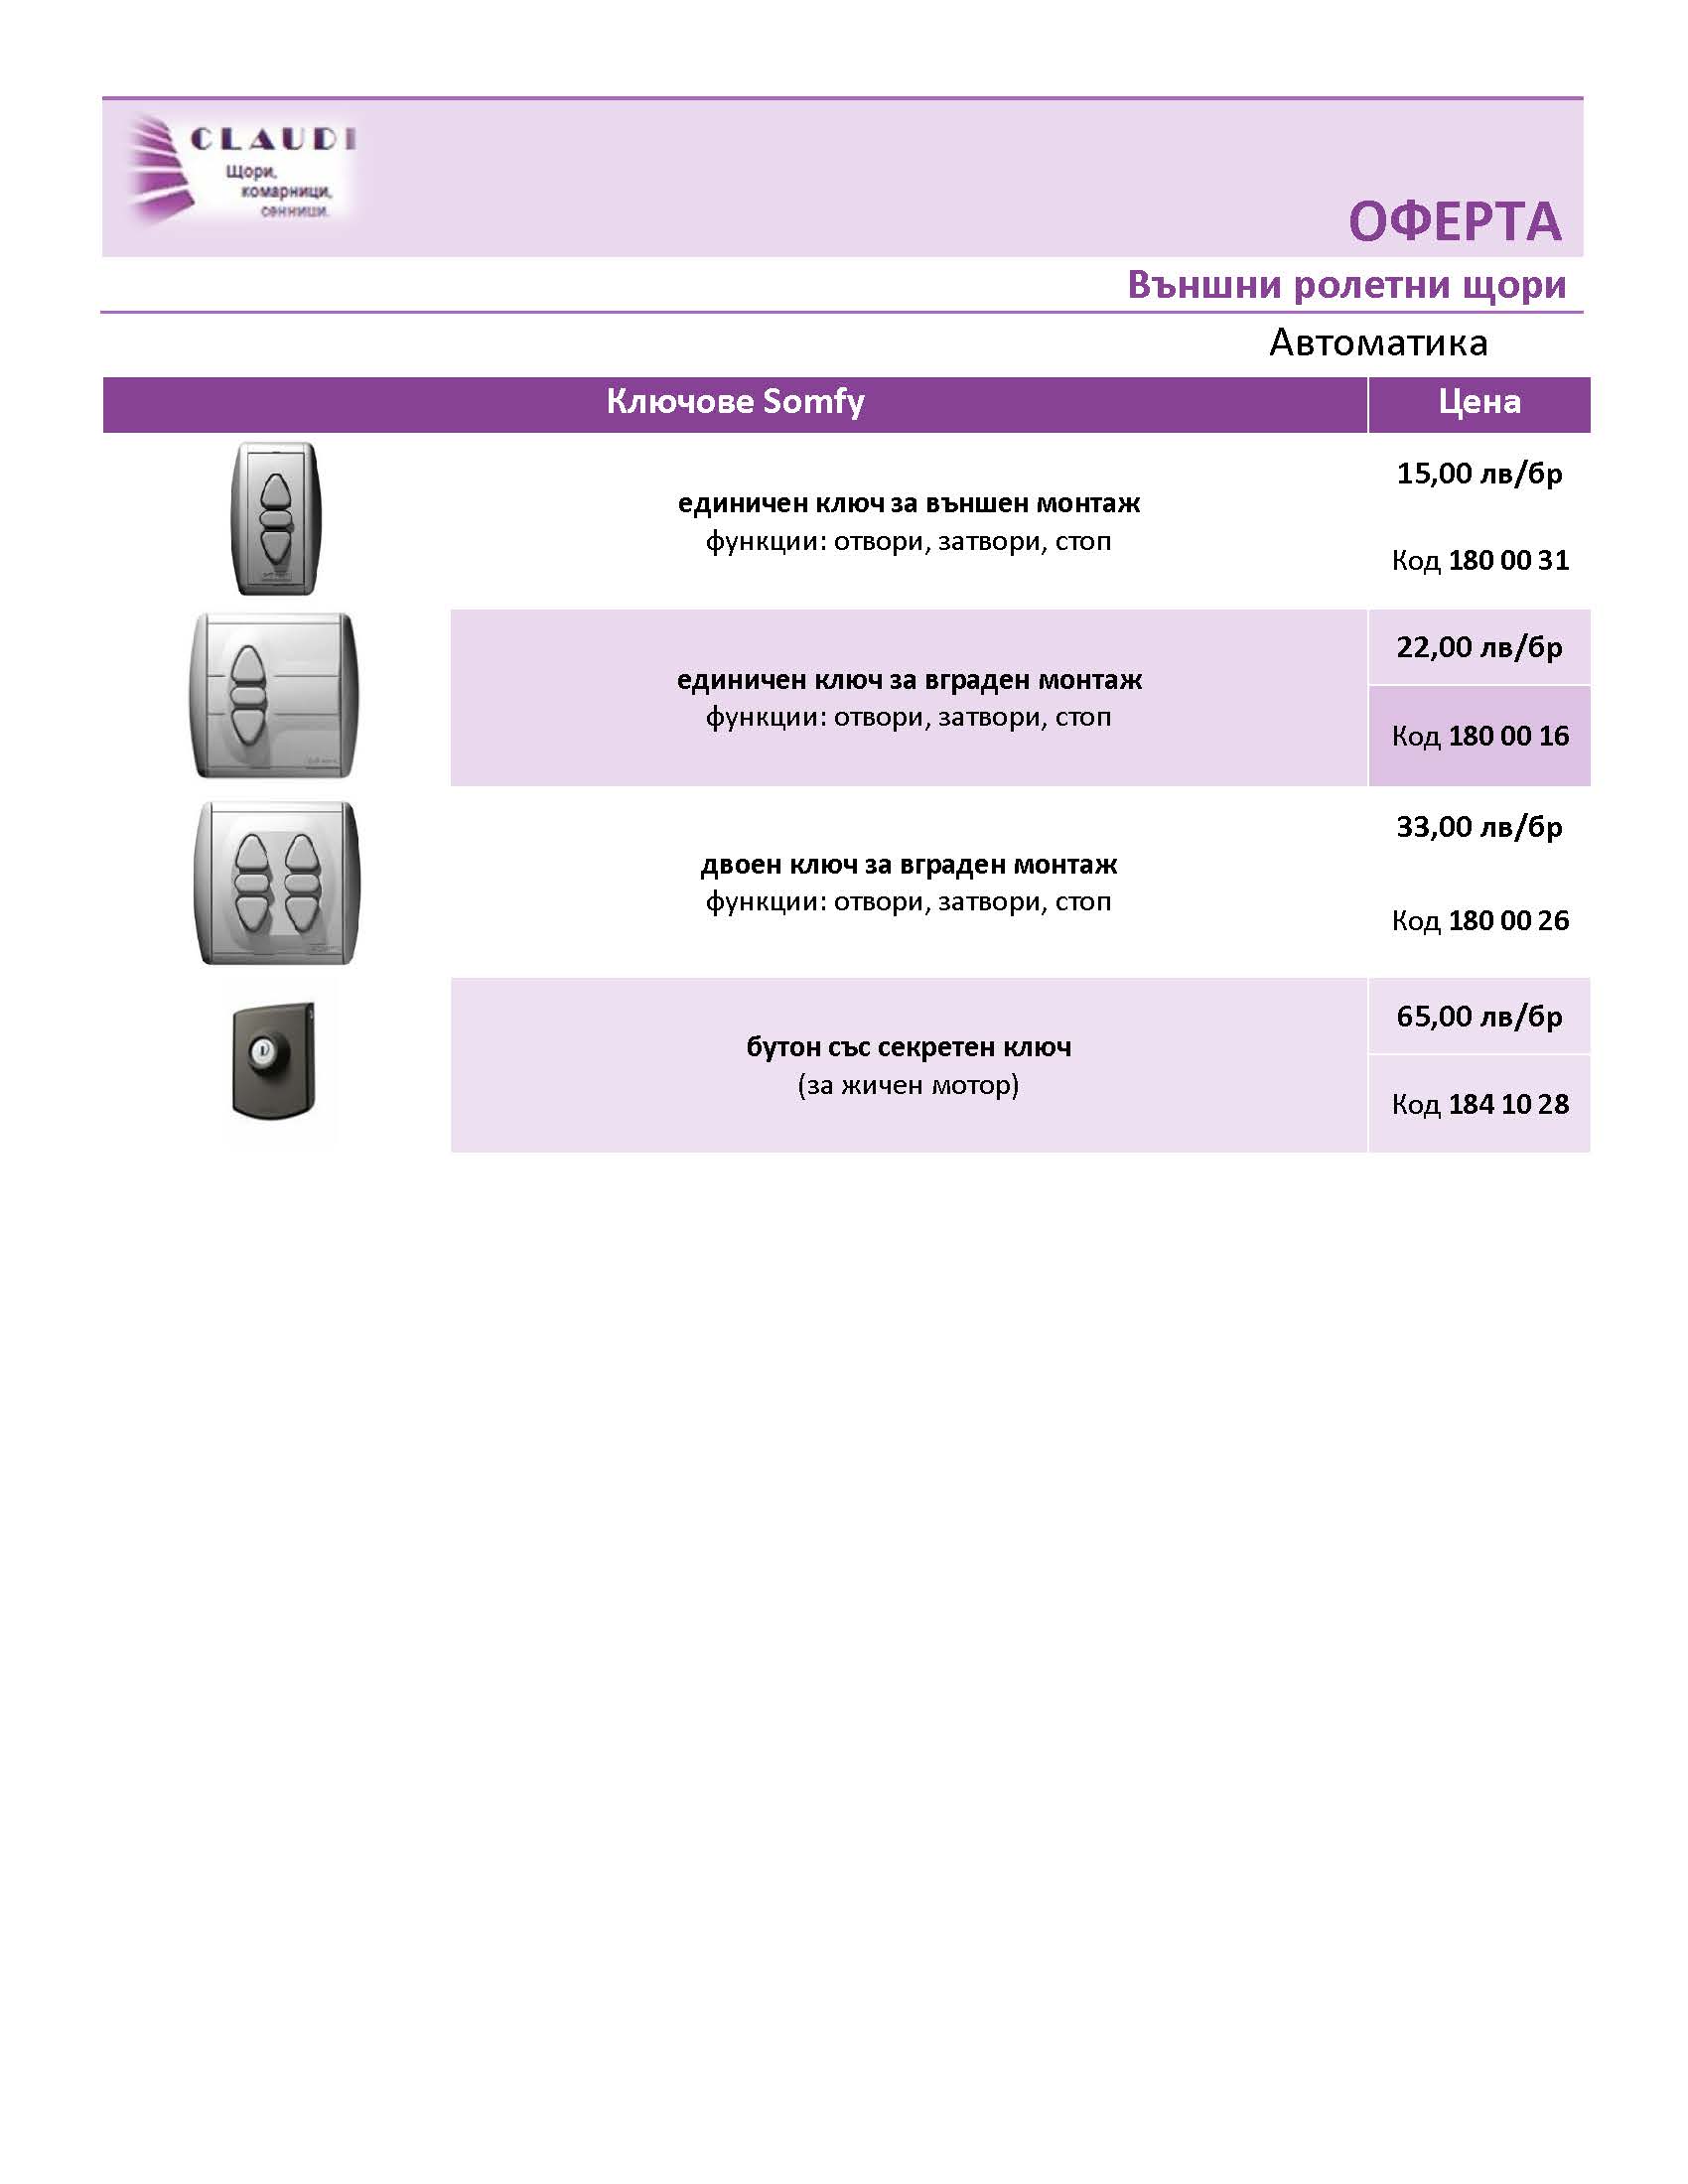 CLAUDI
Щори,
комарници,
сенници.
ОФЕРТА
Външни ролетни щори
Автоматика
Ключове Somfy Цена
единичен ключ за външен монтаж
функции: отвори, затвори, стоп
15,00 лв/бр
Код 180 00 31
единичен ключ за вграден монтаж
функции: отвори, затвори, стоп
22,00 лв/бр
Код 180 00 16
двоен ключ за вграден монтаж
функции: отвори, затвори, стоп
33,00 лв/бр
Код 180 00 26
бутон със секретен ключ
(за жичен мотор)
65,00 лв/бр
Код 184 10 28